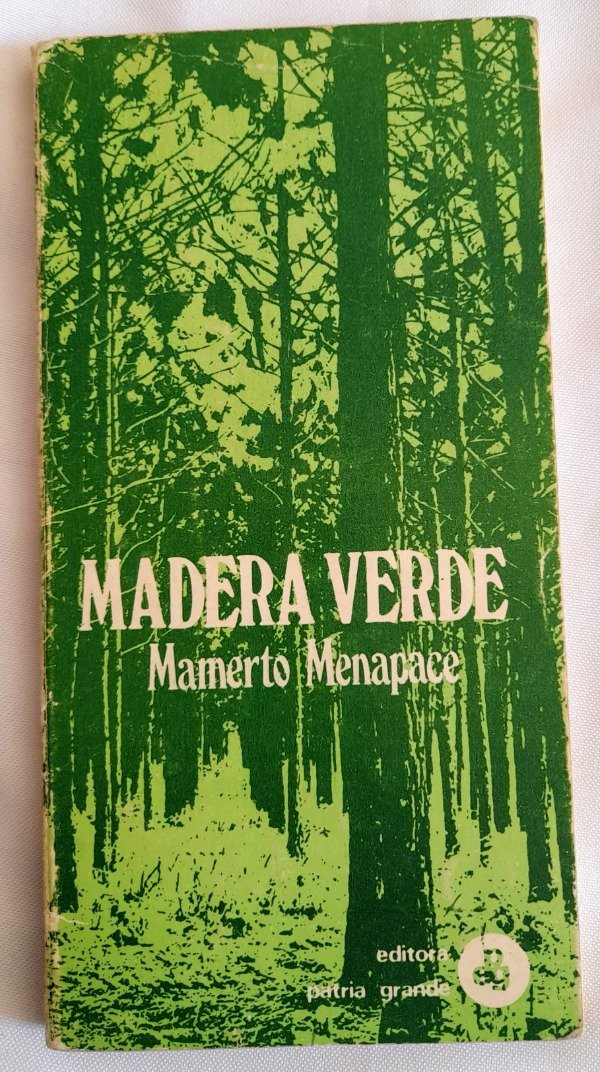 MADERA VERDE
Mamerto Menapace
editora
patria grande